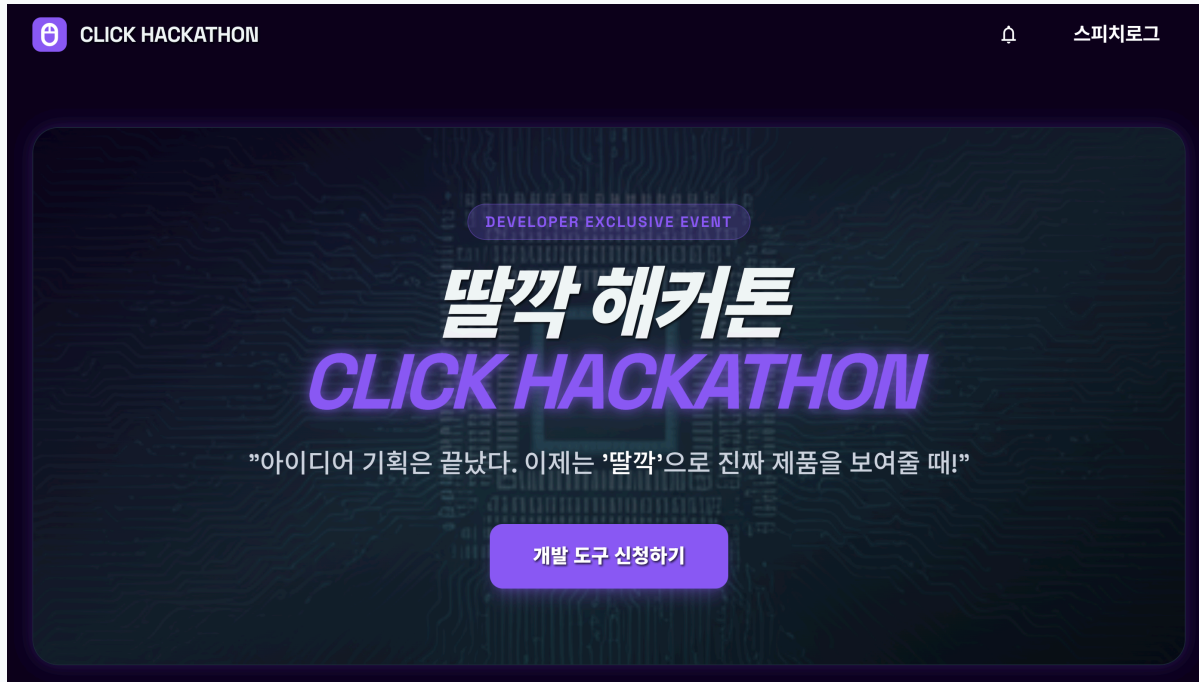 CLICK HACKATHON
스피치로그
DEVELOPER EXCLUSIVE EVENT
딸깍 해커톤
CLICK HACKATHON
”아이디어 기획은 끝났다. 이제는 ’딸깍’으로 진짜 제품을 보여줄 때!”
개발 도구 신청하기